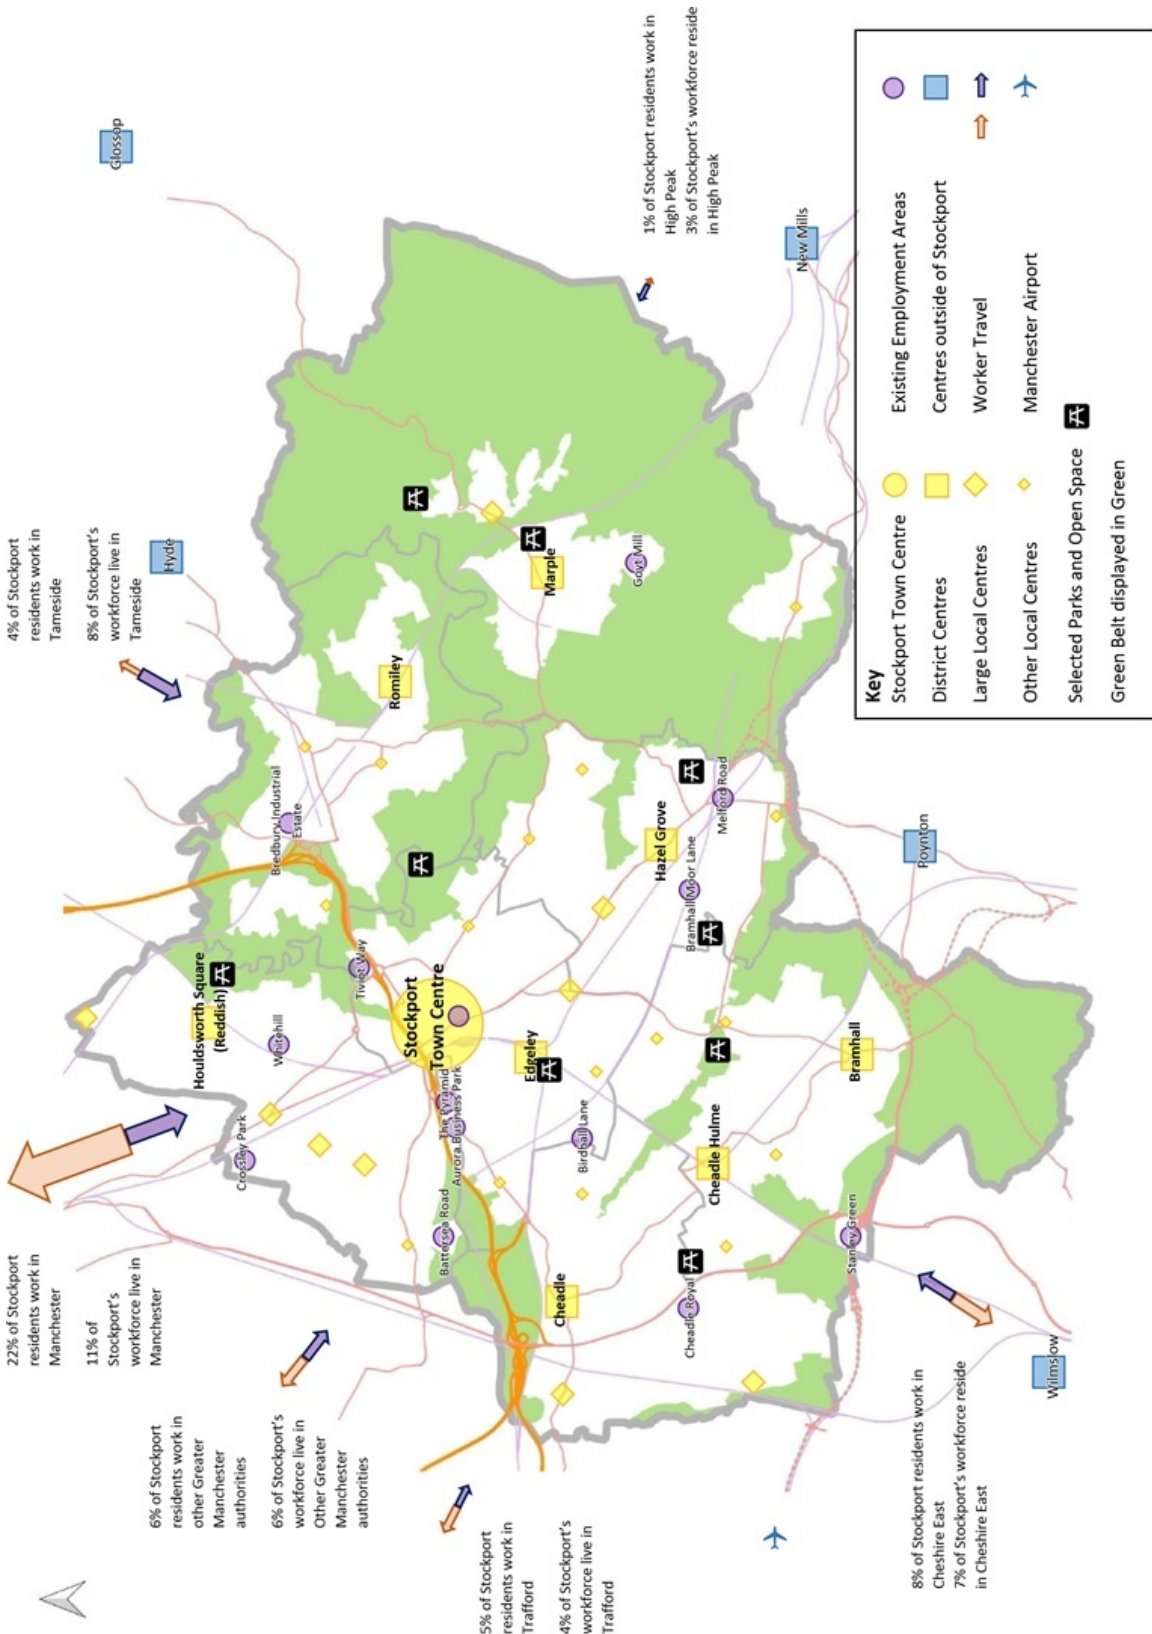 22% of Stockport
residents work in
Manchester
11% of
Stockport's
workforce live in
Manchester
6% of Stockport
residents work in
other Greater
Manchester
authorities
6% of Stockport's
workforce live in
Other Greater
Manchester
authorities
5% of Stockport
residents work in
Trafford
4% of Stockport's
workforce live in
Trafford
8% of Stockport residents work in
Cheshire East
7% of Stockport's workforce reside
in Cheshire East
4% of Stockport
residents work in
Tameside
8% of Stockport's
workforce live in
Tameside
1% of Stockport residents work in
High Peak
3% of Stockport's workforce reside
in High Peak
Glossop
Hyde
New Mills
Poynton
Wilmslow
Houldsworth Square
(Reddish)
Whitehill
Crossley Park
Bredbury Industrial
Estate
Tiviot Way
Stockport
Town Centre
The Pyramid
Aurora Business Park
Battersea Road
Edgeley
Birdhall Lane
Cheadle
Cheadle Royal
Cheadle Hulme
Stanley Green
Bramhall
Bramhall Moor Lane
Hazel Grove
Melford Road
Romiley
Marple
Goyt Mill
Key
Stockport Town Centre
Existing Employment Areas
District Centres
Centres outside of Stockport
Large Local Centres
Worker Travel
Other Local Centres
Manchester Airport
Selected Parks and Open Space
Green Belt displayed in Green